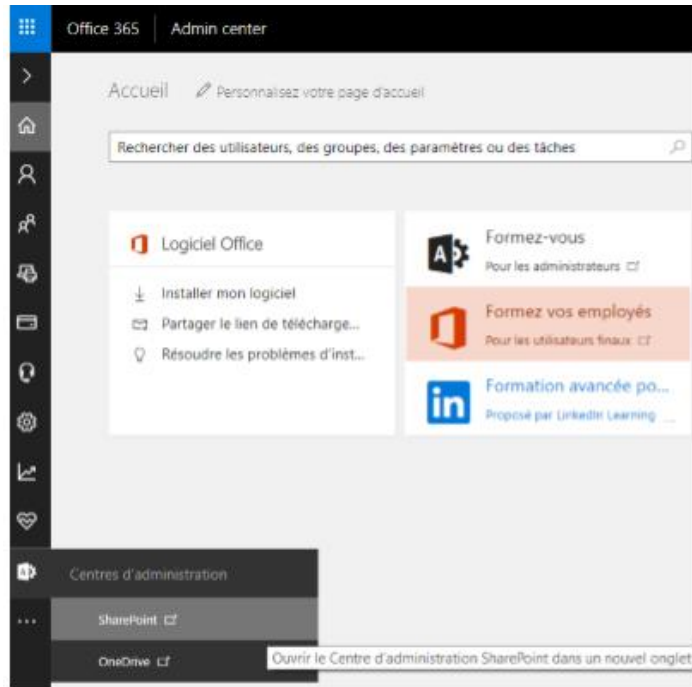 Office 365 Admin center
Accueil Personnalisez votre page d'accueil
Rechercher des utilisateurs, des groupes, des paramètres ou des tâches
Logiciel Office
Installer mon logiciel
Partager le lien de télécharge...
Résoudre les problèmes d'inst...
A
Formez-vous
Pour les administrateurs
Formez vos employés
Pour les utilisateurs finaux
in
Formation avancée po...
Proposé par LinkedIn Learning ...
A
Centres d'administration
SharePoint
OneDrive
Ouvrir le Centre d'administration SharePoint dans un nouvel onglet